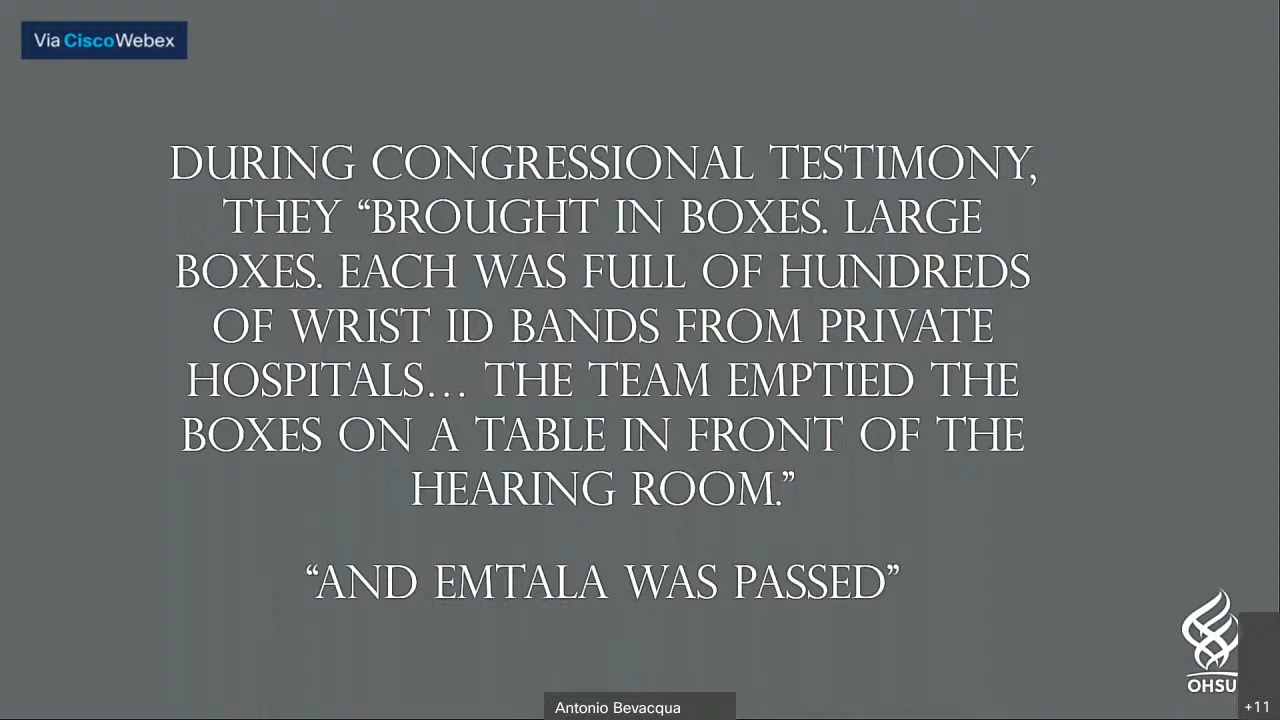 Via CiscoWebex
DURING CONGRESSIONAL TESTIMONY,
THEY “BROUGHT IN BOXES. LARGE
BOXES. EACH WAS FULL OF HUNDREDS
OF WRIST ID BANDS FROM PRIVATE
HOSPITALS… THE TEAM EMPTIED THE
BOXES ON A TABLE IN FRONT OF THE
HEARING ROOM.”
“AND EMTALA WAS PASSED”
OHSU
Antonio Bevacqua
+11